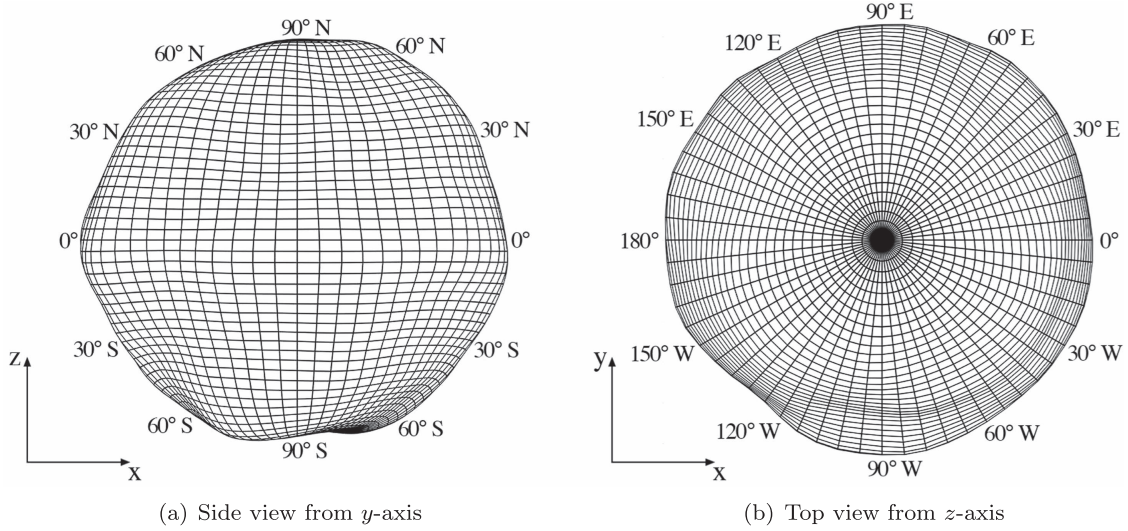 90° N
60° N
60° N
30° N
30° N
0°
0°
30° S
30° S
60° S
60° S
90° S
z
x
90° E
120° E
60° E
150° E
30° E
180°
0°
150° W
30° W
120° W
60° W
90° W
y
x
(a) Side view from y-axis
(b) Top view from z-axis